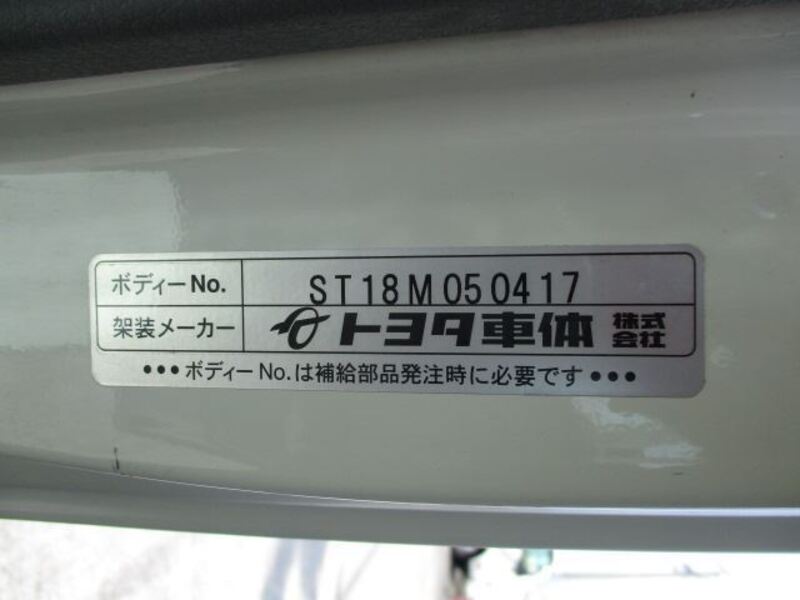 ボディーNo. ST18M050417
架装メーカー トヨタ車体 株式会社
•••ボディーNo.は補給部品発注時に必要です•••